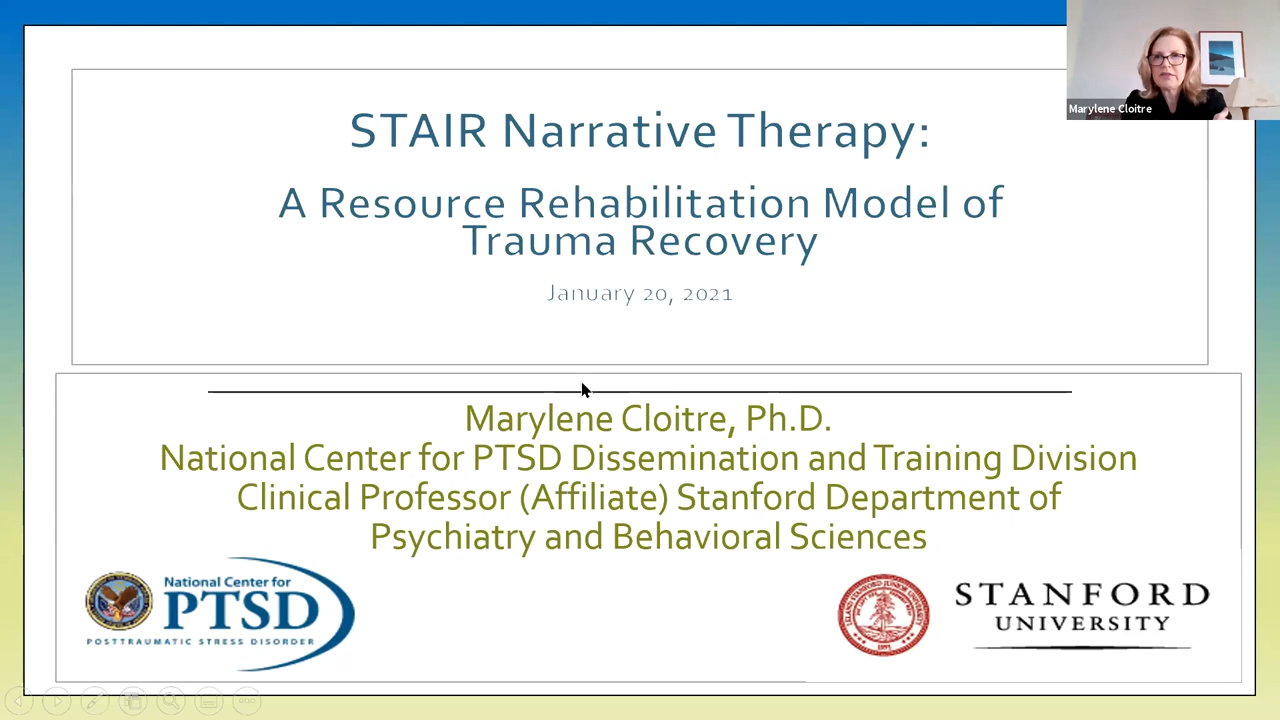 Marylene Cloitre
STAIR Narrative Therapy:
A Resource Rehabilitation Model of
Trauma Recovery
January 20, 2021
Marylene Cloitre, Ph.D.
National Center for PTSD Dissemination and Training Division
Clinical Professor (Affiliate) Stanford Department of
Psychiatry and Behavioral Sciences
National Center for
PTSD
POSTTRAUMATIC STRESS DISORDER
STANFORD
UNIVERSITY